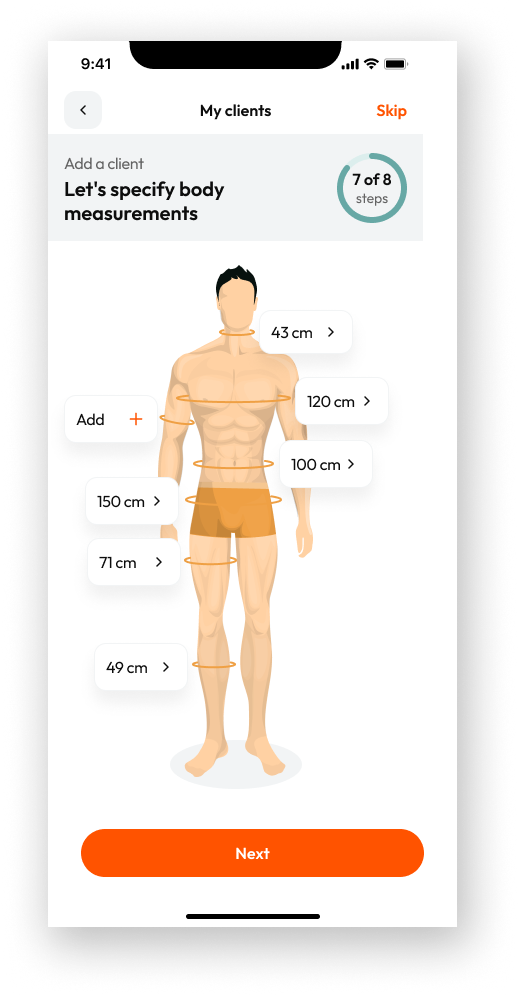 9:41
My clients
Skip
Add a client
Let's specify body
measurements
7 of 8
steps
43 cm
120 cm
Add
100 cm
150 cm
71 cm
49 cm
Next